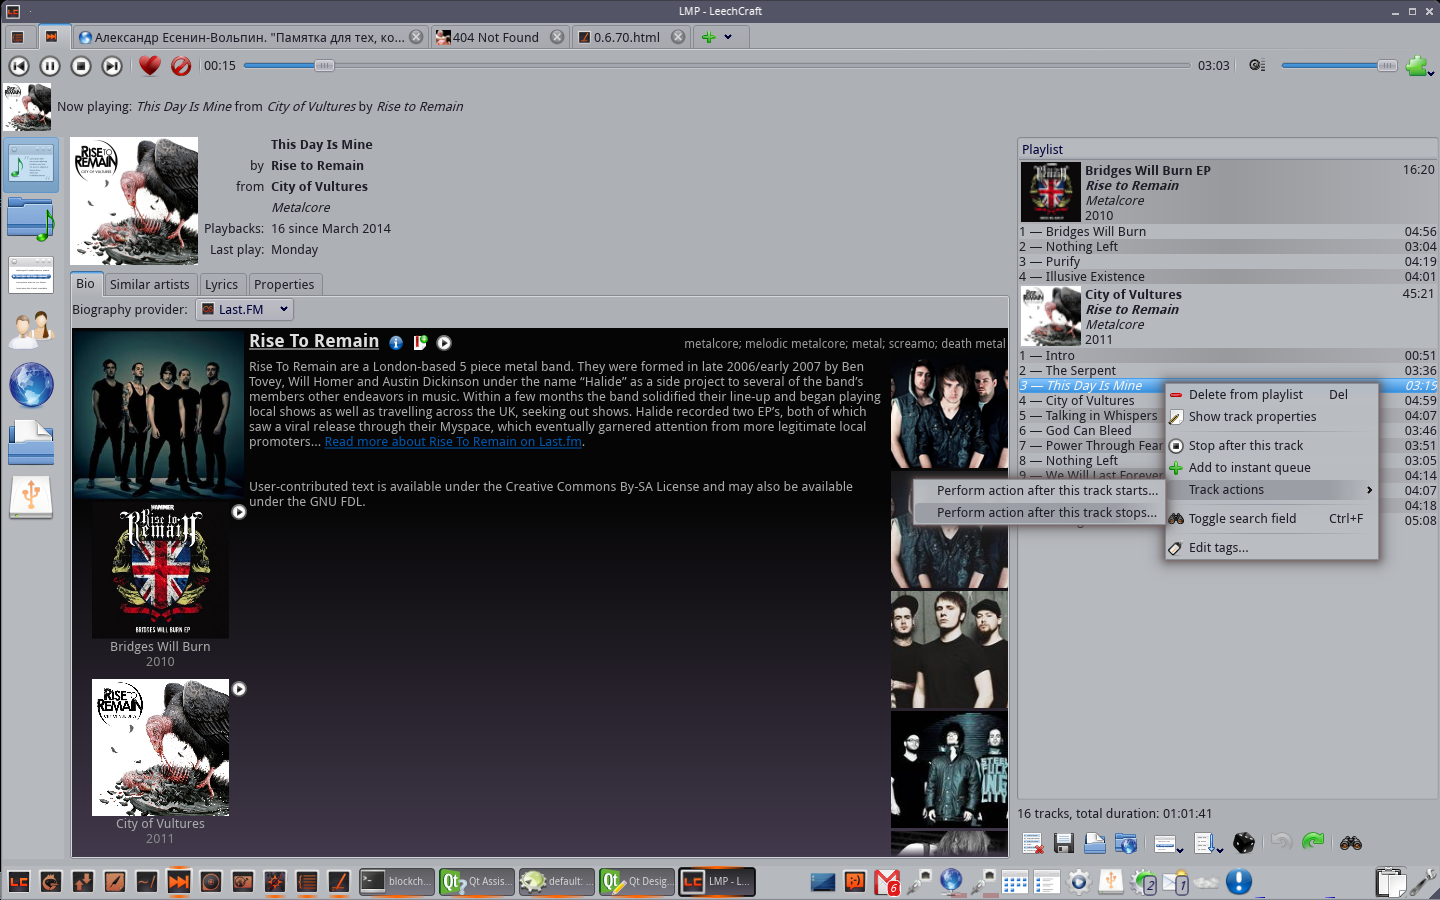 LMP - LeechCraft
Александр Есенин-Вольпин. "Памятка для тех, ко...
404 Not Found
0.6.70.html
00:15
03:03
Now playing: This Day Is Mine from City of Vultures by Rise to Remain
This Day Is Mine
by Rise to Remain
from City of Vultures
Metalcore
Playbacks: 16 since March 2014
Last play: Monday
Bio
Similar artists
Lyrics
Properties
Biography provider: Last.FM
Rise To Remain
metalcore; melodic metalcore; metal; screamo; death metal
Rise To Remain are a London-based 5 piece metal band. They were formed in late 2006/early 2007 by Ben
Tovey, Will Homer and Austin Dickinson under the name “Halide” as a side project to several of the band’s
members other endeavors in music. Within a few months the band solidified their line-up and began playing
local shows as well as travelling across the UK, seeking out shows. Halide recorded two EP’s, both of which
saw a viral release through their Myspace, which eventually garnered attention from more legitimate local
promoters... Read more about Rise To Remain on Last.fm.
User-contributed text is available under the Creative Commons By-SA License and may also be available
under the GNU FDL.
Bridges Will Burn
2010
City of Vultures
2011
Playlist
Bridges Will Burn EP 16:20
Rise to Remain
Metalcore
2010
1 — Bridges Will Burn 04:56
2 — Nothing Left 03:04
3 — Purify 04:19
4 — Illusive Existence 04:01
City of Vultures 45:21
Rise to Remain
Metalcore
2011
1 — Intro 00:51
2 — The Serpent 03:36
3 — This Day Is Mine 03:15
4 — City of Vultures 04:59
5 — Talking in Whispers 04:07
6 — God Can Bleed 03:46
7 — Power Through Fear 03:51
8 — Nothing Left 03:05
9 — We Will Last Forever 04:14
04:07
04:18
05:08
Delete from playlist Del
Show track properties
Stop after this track
Add to instant queue
Track actions
Toggle search field Ctrl+F
Edit tags...
Perform action after this track starts...
Perform action after this track stops...
16 tracks, total duration: 01:01:41
blockch...
Qt Assis...
default: ...
Qt Desig...
LMP - L...
6
2
1